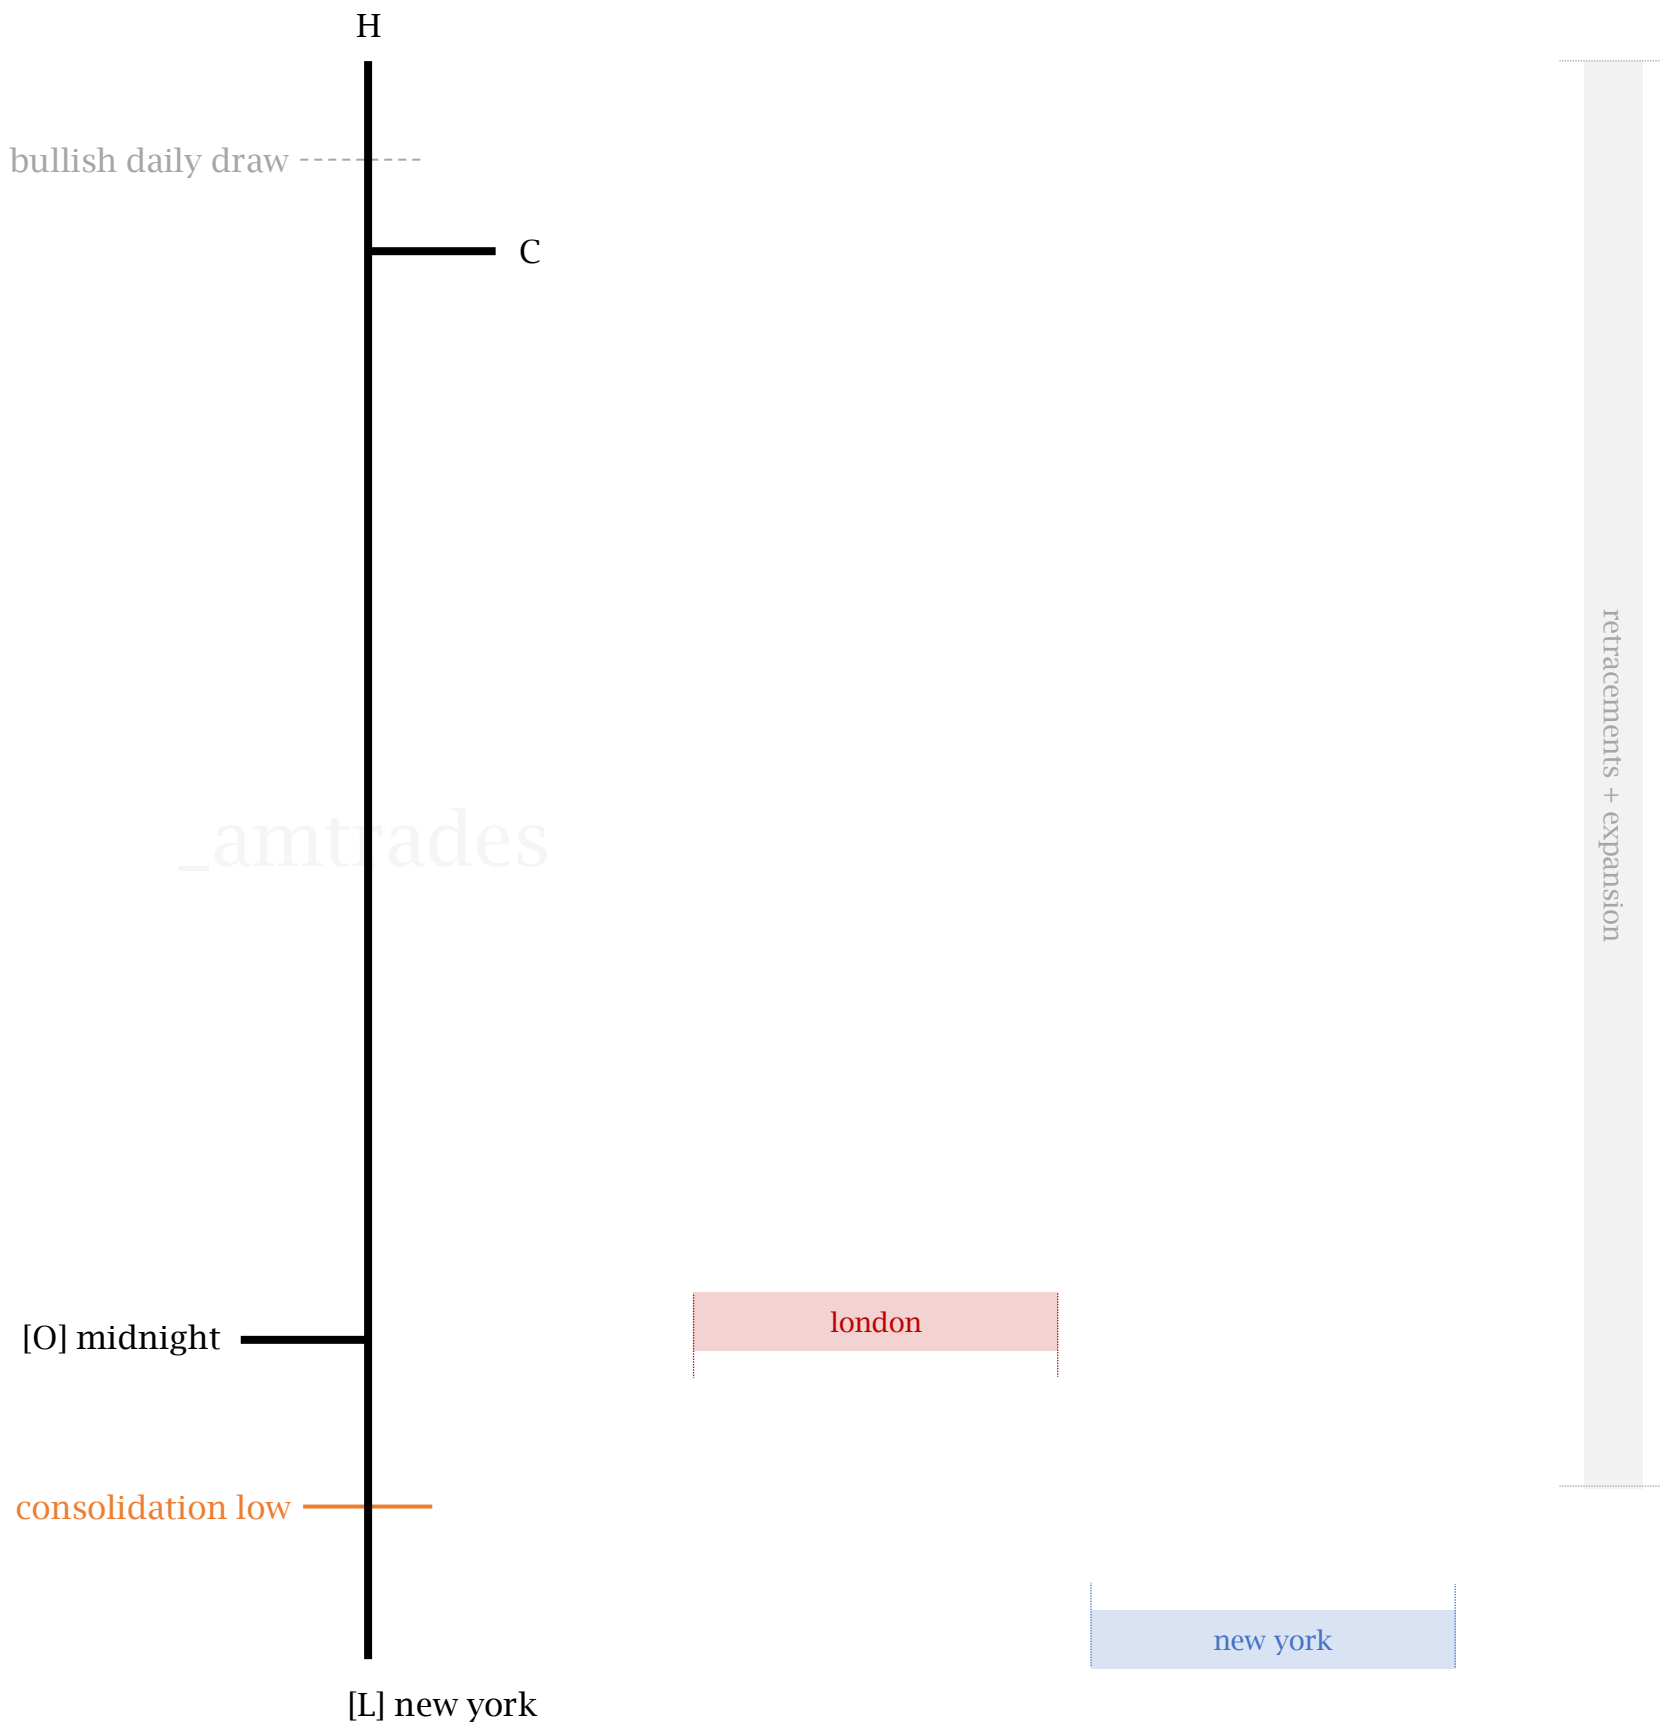 H
bullish daily draw
C
retracements + expansion
_amtrades
london
[O] midnight
consolidation low
new york
[L] new york